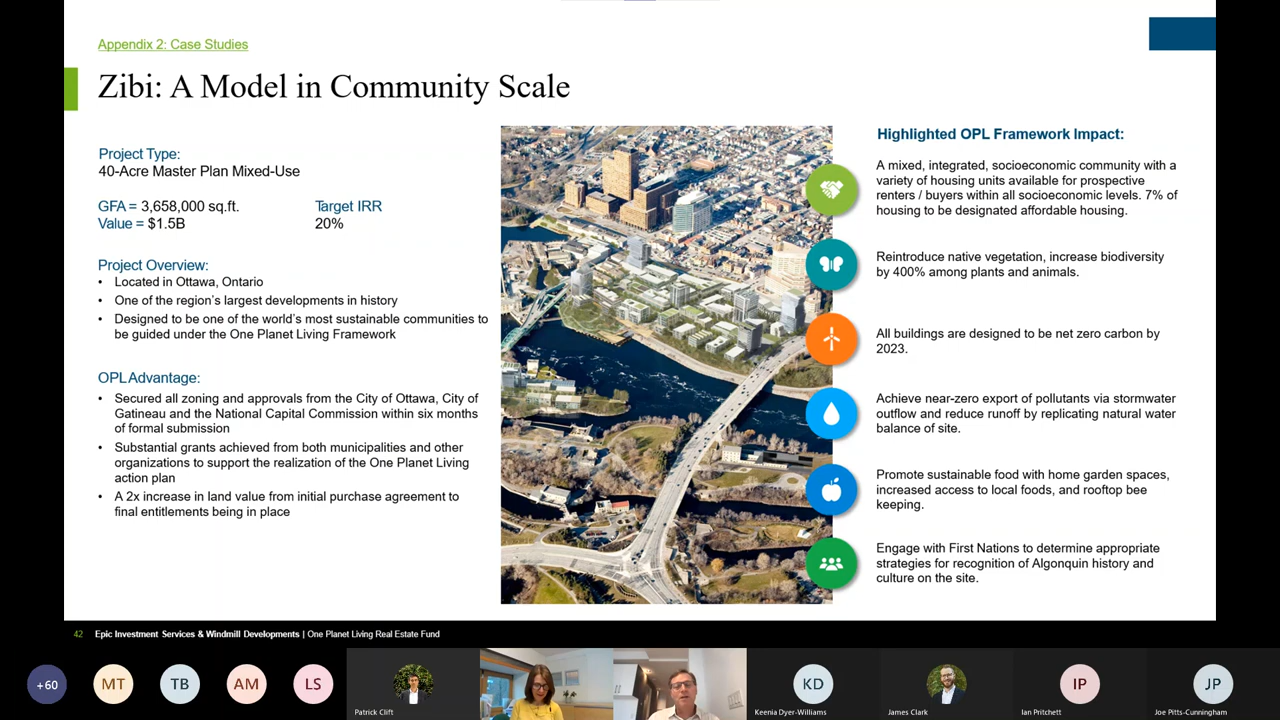 Appendix 2: Case Studies
Zibi: A Model in Community Scale
Project Type:
40-Acre Master Plan Mixed-Use
GFA = 3,658,000 sq.ft.
Value = $1.5B
Target IRR
20%
Project Overview:
• Located in Ottawa, Ontario
• One of the region's largest developments in history
• Designed to be one of the world's most sustainable communities to
be guided under the One Planet Living Framework
OPL Advantage:
• Secured all zoning and approvals from the City of Ottawa, City of
Gatineau and the National Capital Commission within six months
of formal submission
• Substantial grants achieved from both municipalities and other
organizations to support the realization of the One Planet Living
action plan
• A 2x increase in land value from initial purchase agreement to
final entitlements being in place
Highlighted OPL Framework Impact:
A mixed, integrated, socioeconomic community with a
variety of housing units available for prospective
renters / buyers within all socioeconomic levels. 7% of
housing to be designated affordable housing.
Reintroduce native vegetation, increase biodiversity
by 400% among plants and animals.
All buildings are designed to be net zero carbon by
2023.
Achieve near-zero export of pollutants via stormwater
outflow and reduce runoff by replicating natural water
balance of site.
Promote sustainable food with home garden spaces,
increased access to local foods, and rooftop bee
keeping.
Engage with First Nations to determine appropriate
strategies for recognition of Algonquin history and
culture on the site.
42 Epic Investment Services & Windmill Developments | One Planet Living Real Estate Fund
+60
MT
TB
AM
LS
Patrick Clift
KD
Keenia Dyer-Williams
James Clark
IP
Ian Pritchett
JP
Joe Pitts-Cunningham